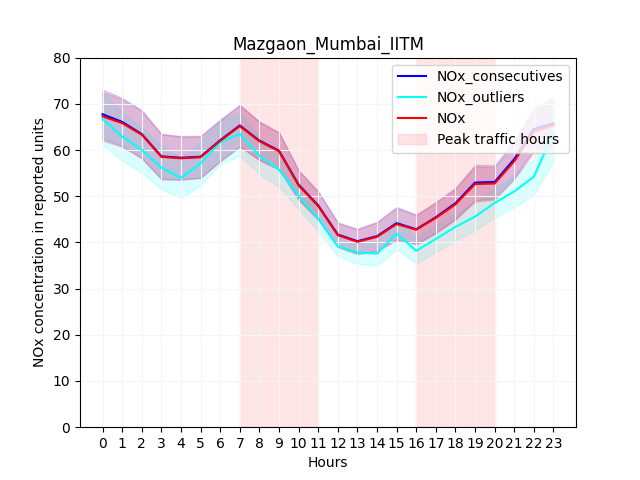 Mazgaon_Mumbai_IITM
NOx_consecutives
NOx_outliers
NOx
Peak traffic hours
NOx concentration in reported units
80
70
60
50
40
30
20
10
0
0 1 2 3 4 5 6 7 8 9 10 11 12 13 14 15 16 17 18 19 20 21 22 23
Hours